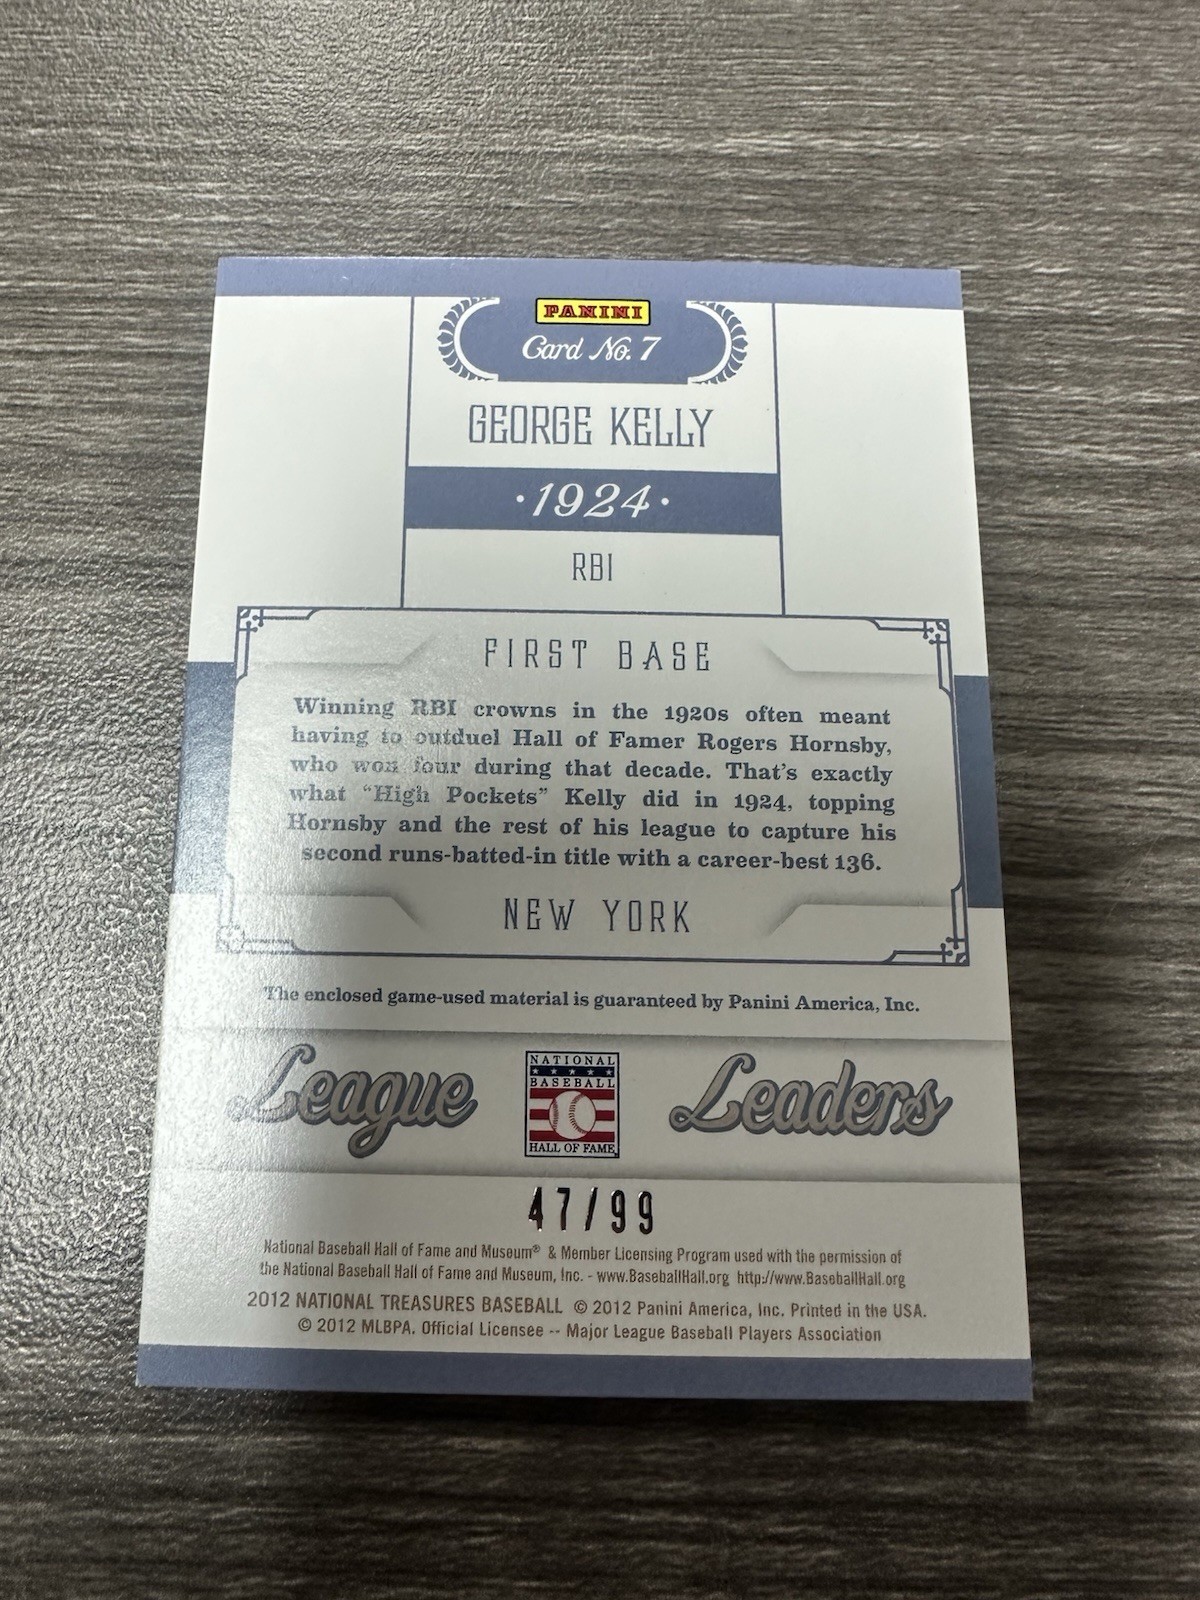 PANINI
Card No. 7
GEORGE KELLY
·1924·
RBI
FIRST BASE
Winning RBI crowns in the 1920s often meant
having to outduel Hall of Famer Rogers Hornsby,
who won four during that decade. That's exactly
what “High Pockets” Kelly did in 1924, topping
Hornsby and the rest of his league to capture his
second runs-batted-in title with a career-best 136.
NEW YORK
The enclosed game-used material is guaranteed by Panini America, Inc.
League
NATIONAL
BASEBALL
HALL OF FAME
Leaders
47/99
National Baseball Hall of Fame and Museum® & Member Licensing Program used with the permission of
the National Baseball Hall of Fame and Museum, Inc. - www.BaseballHall.org http://www.BaseballHall.org
2012 NATIONAL TREASURES BASEBALL © 2012 Panini America, Inc. Printed in the USA.
© 2012 MLBPA. Official Licensee -- Major League Baseball Players Association